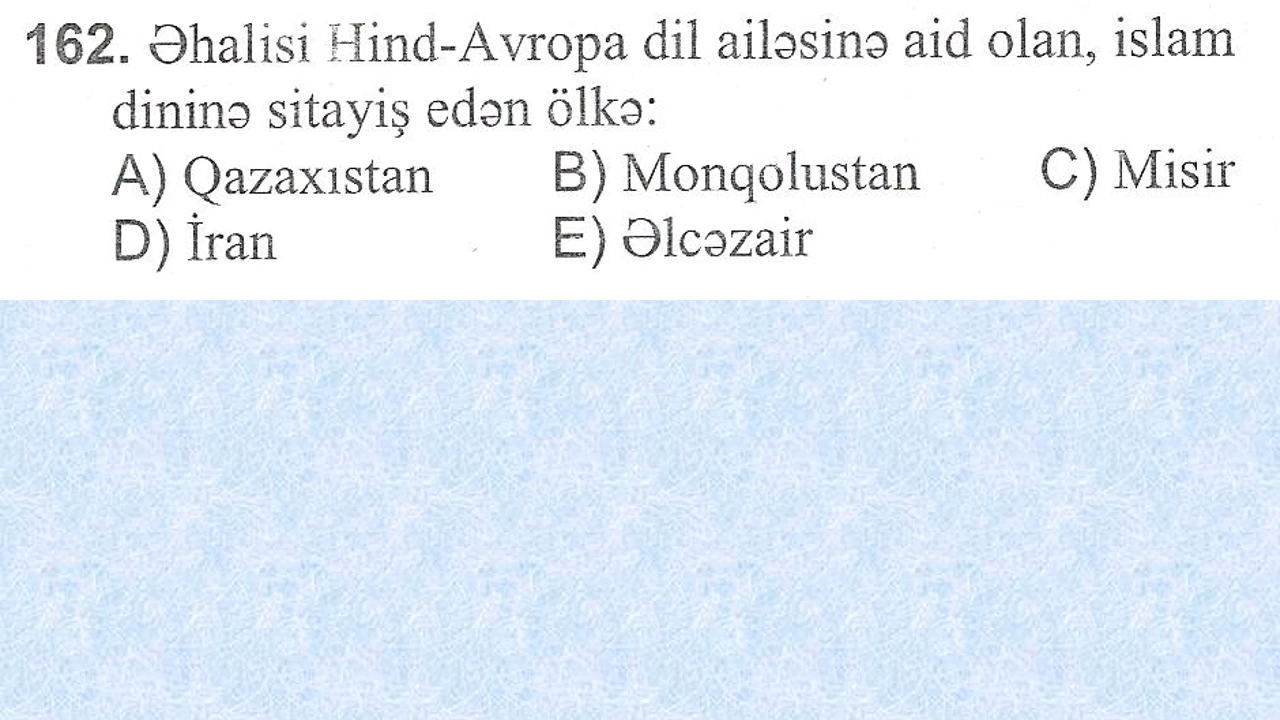 162. Əhalisi Hind-Avropa dil ailəsinə aid olan, islam
dininə sitayiş edən ölkə:
A) Qazaxıstan B) Monqolustan C) Misir
D) İran E) Əlcəzair